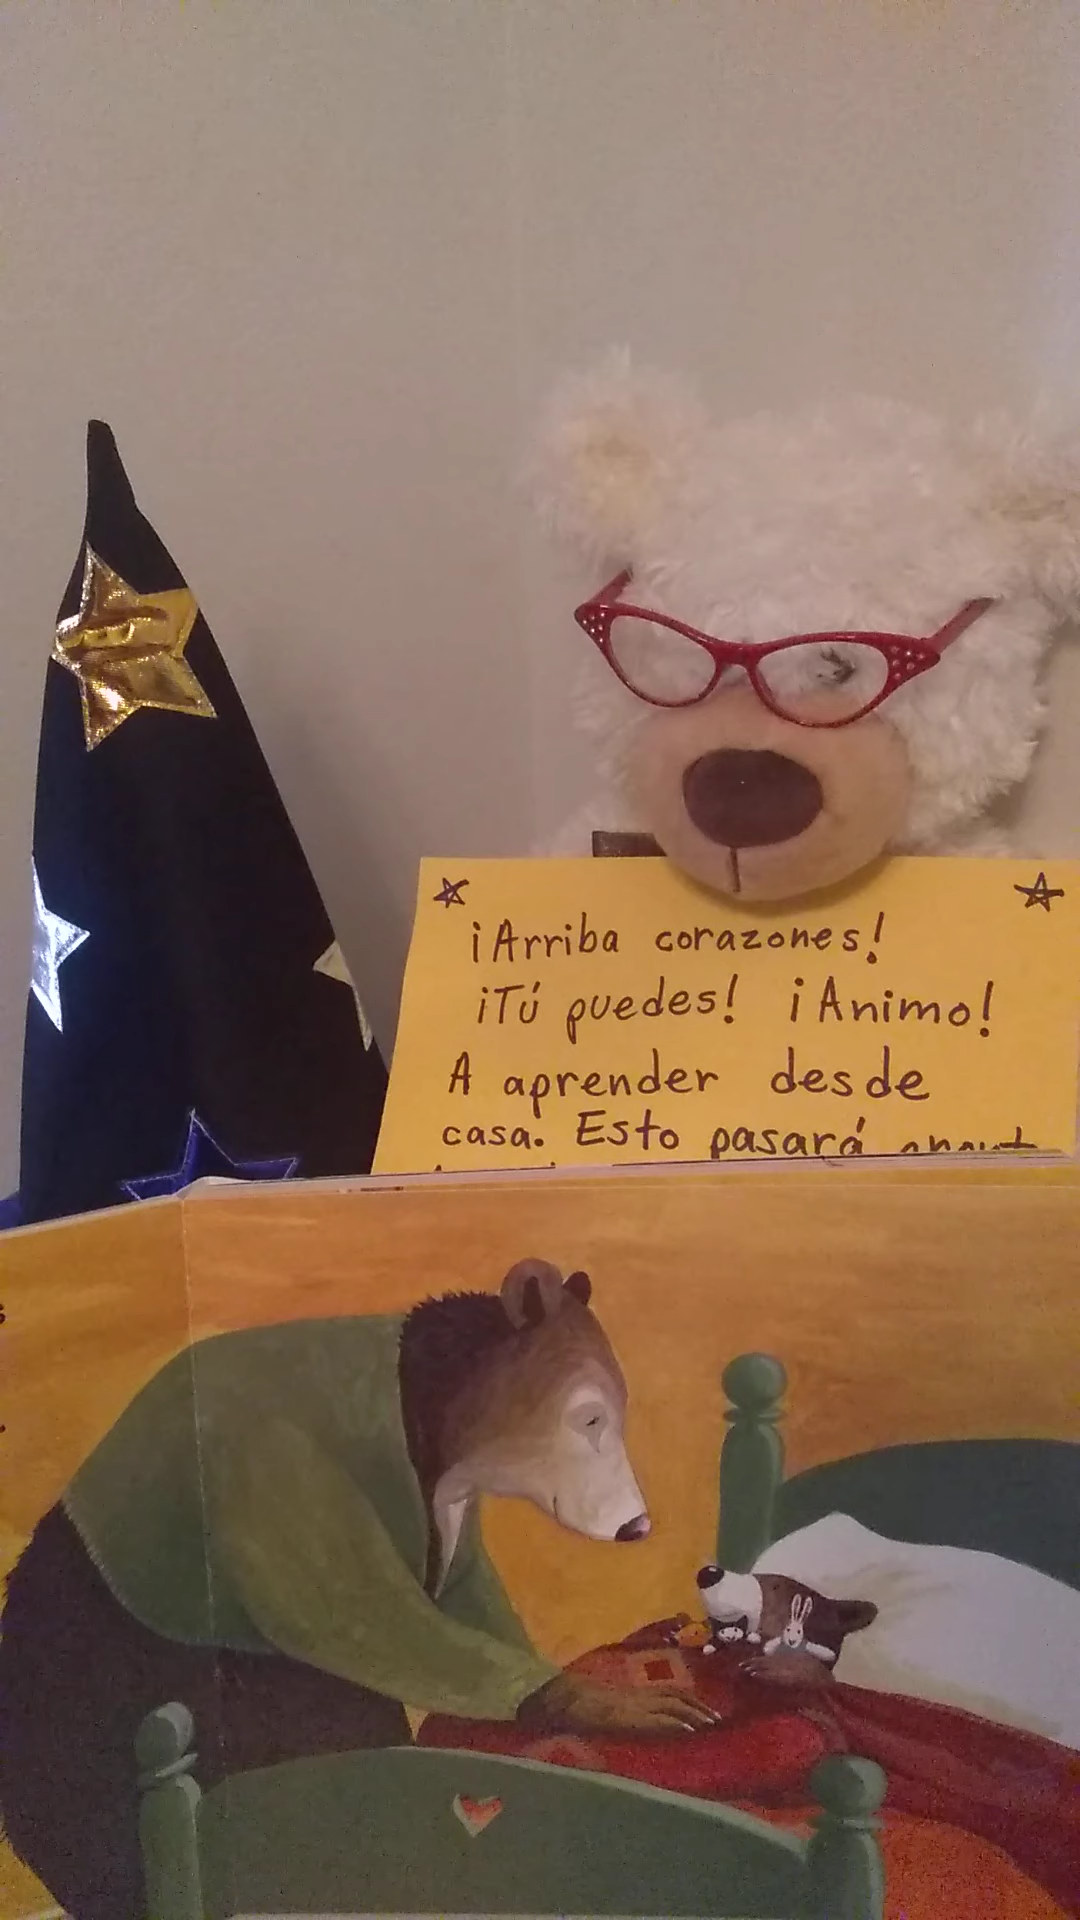 ¡Arriba corazones!
¡Tú puedes! ¡Animo!
A aprender desde
casa. Esto pasará